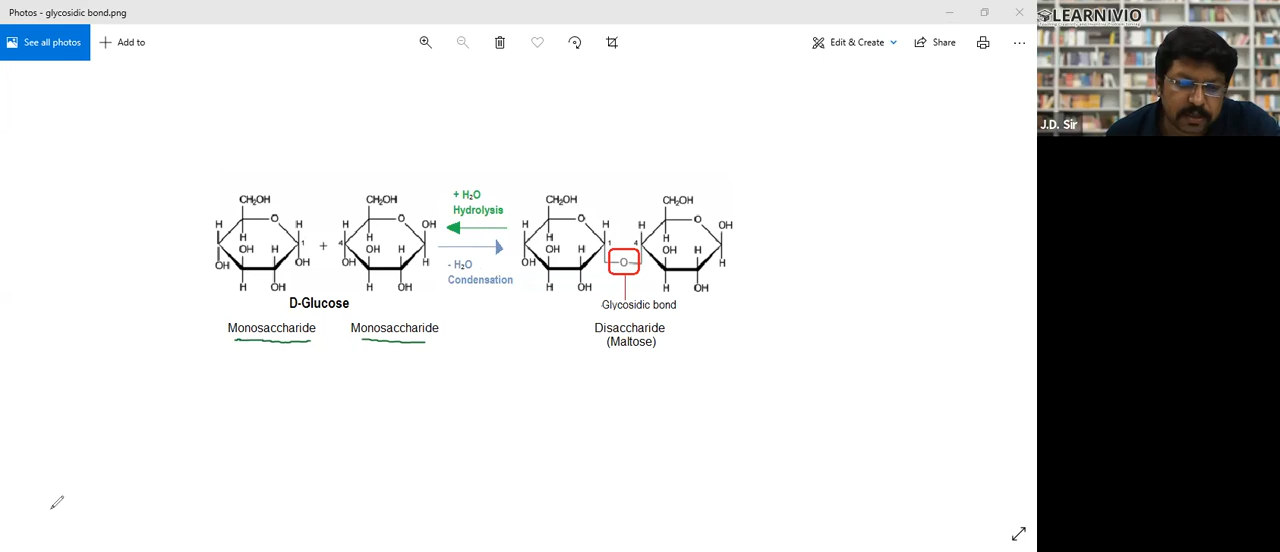 Photos - glycosidic bond.png
See all photos
Add to
Edit & Create
Share
LEARNIVIO
J.D. Sir
CH₂OH
CH₂OH
+ H₂O
Hydrolysis
CH₂OH
CH₂OH
H
O
H
H
O
OH
H
O
H
H
O
OH
H
1
+
4
H
H
1
4
H
OH
H
OH
H
OH
H
OH
H
OH
OH
OH
H
- H₂O
OH
O
H
H
OH
H
OH
Condensation
H
OH
H
OH
D-Glucose
Glycosidic bond
Monosaccharide
Monosaccharide
Disaccharide
(Maltose)